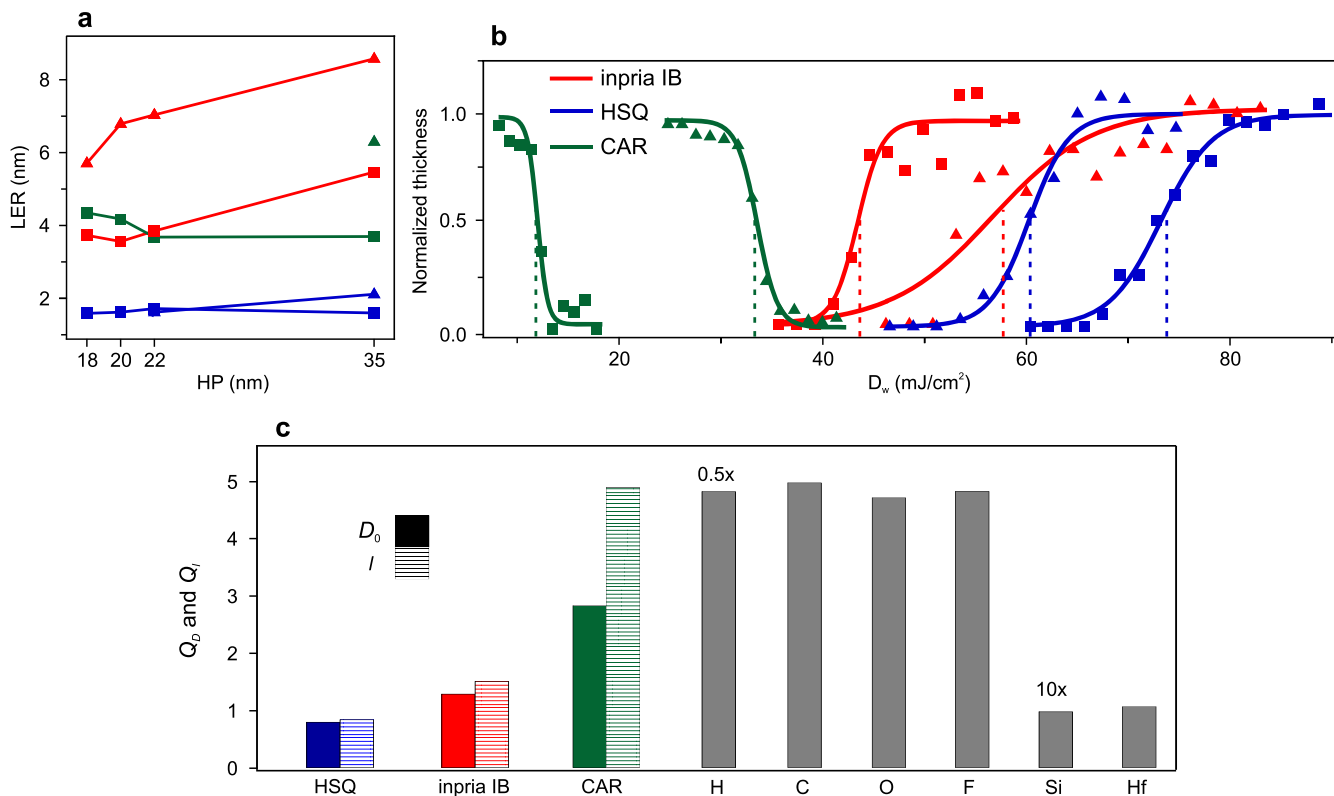 a
8
6
4
2
LER (nm)
18 20 22 35
HP (nm)
b
inpria IB
HSQ
CAR
1.0
0.5
0.0
Normalized thickness
20 40 60 80
D_w (mJ/cm²)
c
5
4
3
2
1
0
Q_D and Q_I
D_0
I
0.5x
10x
HSQ inpria IB CAR H C O F Si Hf